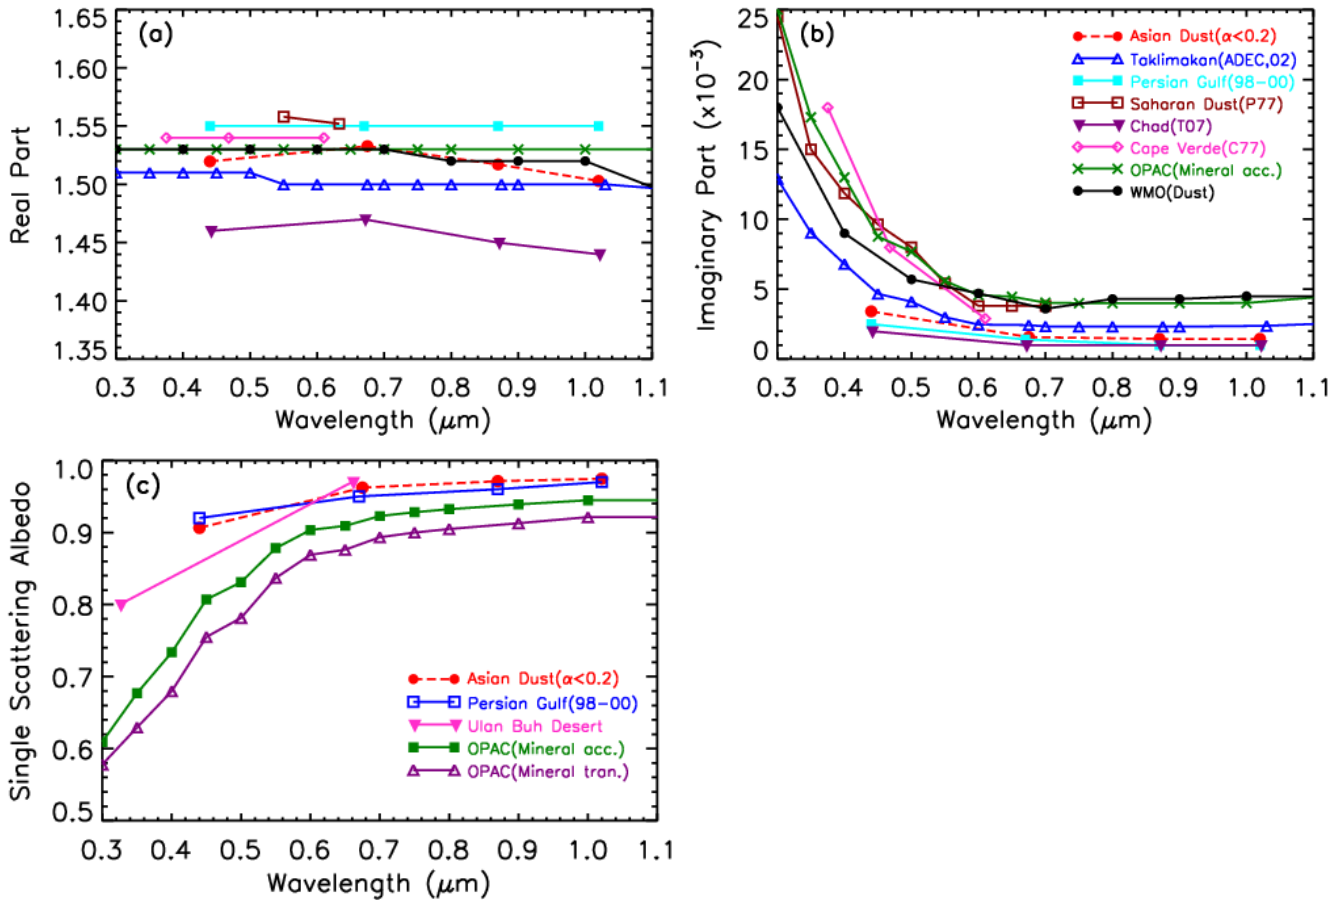 (a)
1.65
1.60
1.55
1.50
1.45
1.40
1.35
Real Part
0.3 0.4 0.5 0.6 0.7 0.8 0.9 1.0 1.1
Wavelength (μm)
(b)
25
20
15
10
5
0
Imaginary Part (×10⁻³)
Asian Dust(α<0.2)
Taklimakan(ADEC,02)
Persian Gulf(98-00)
Saharan Dust(P77)
Chad(T07)
Cape Verde(C77)
OPAC(Mineral acc.)
WMO(Dust)
0.3 0.4 0.5 0.6 0.7 0.8 0.9 1.0 1.1
Wavelength (μm)
(c)
1.0
0.9
0.8
0.7
0.6
0.5
Single Scattering Albedo
Asian Dust(α<0.2)
Persian Gulf(98-00)
Ulan Buh Desert
OPAC(Mineral acc.)
OPAC(Mineral tran.)
0.3 0.4 0.5 0.6 0.7 0.8 0.9 1.0 1.1
Wavelength (μm)